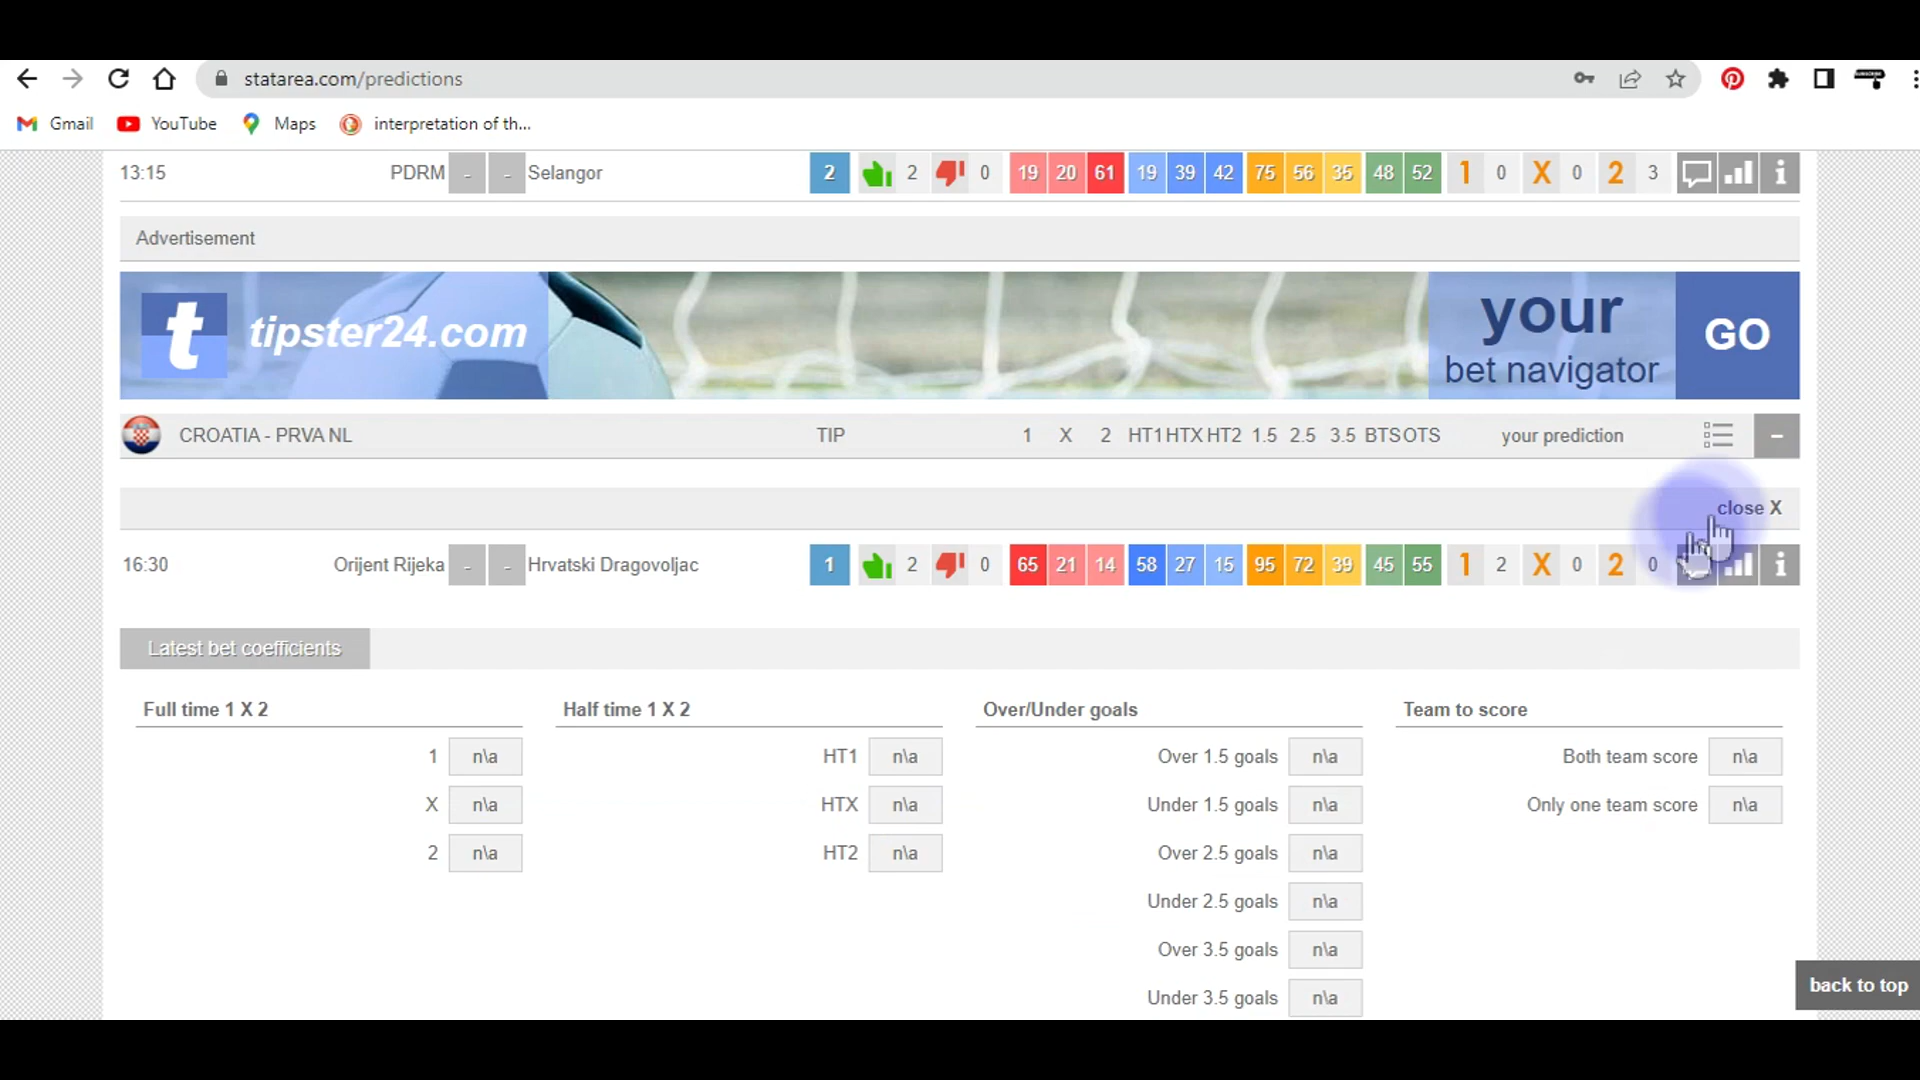 statarea.com/predictions
Gmail YouTube Maps interpretation of th...
13:15 PDRM - - Selangor 2 2 0 19 20 61 19 39 42 75 56 35 48 52 1 0 X 0 2 3 i
Advertisement
t tipster24.com your bet navigator GO
CROATIA - PRVA NL TIP 1 X 2 HT1 HTX HT2 1.5 2.5 3.5 BTS OTS your prediction −
close X
16:30 Orijent Rijeka - - Hrvatski Dragovoljac 1 2 0 65 21 14 58 27 15 95 72 39 45 55 1 2 X 0 2 0 i
Latest bet coefficients
Full time 1 X 2 Half time 1 X 2 Over/Under goals Team to score
1 n\a HT1 n\a Over 1.5 goals n\a Both team score n\a
X n\a HTX n\a Under 1.5 goals n\a Only one team score n\a
2 n\a HT2 n\a Over 2.5 goals n\a
Under 2.5 goals n\a
Over 3.5 goals n\a
Under 3.5 goals n\a
back to top